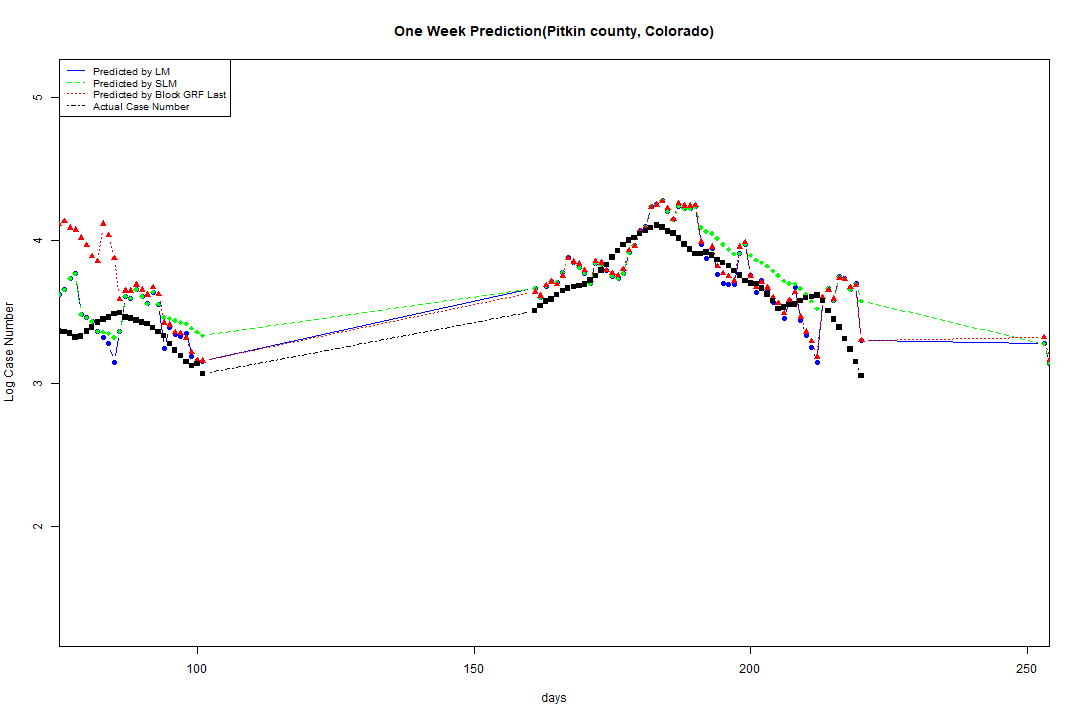 One Week Prediction(Pitkin county, Colorado)
Predicted by LM
Predicted by SLM
Predicted by Block GRF Last
Actual Case Number
5
4
3
2
Log Case Number
100
150
200
250
days